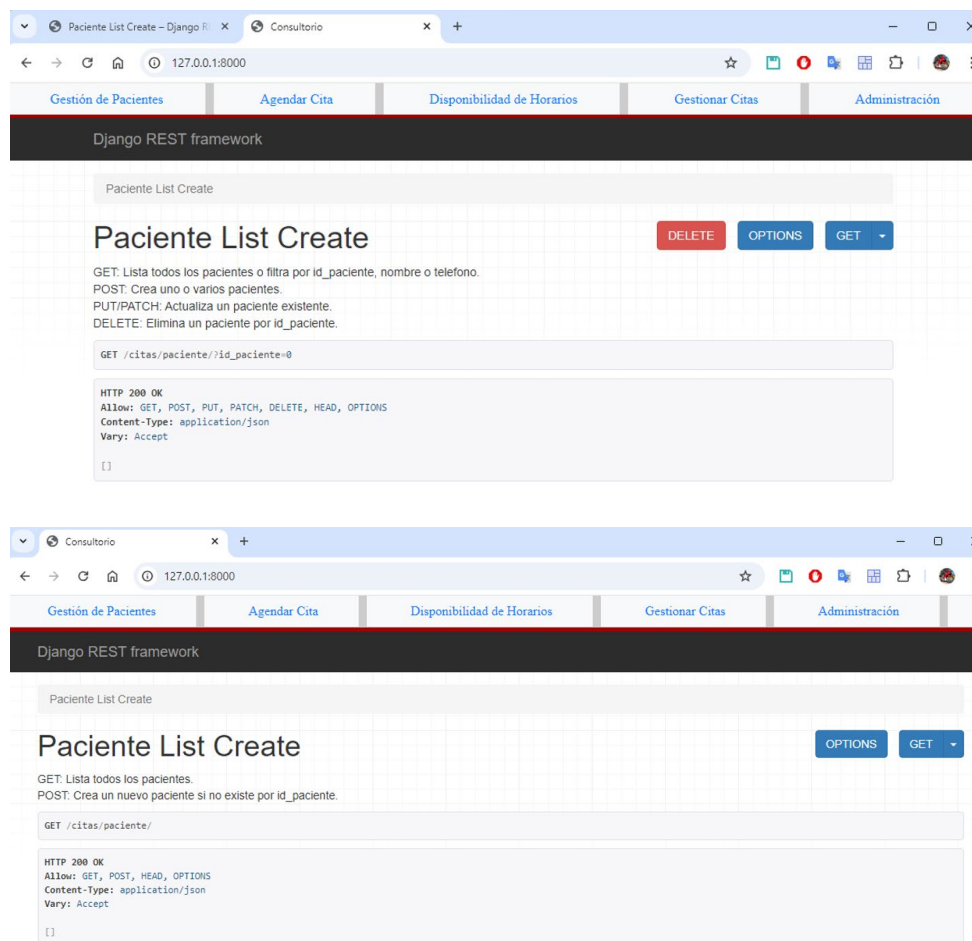 Paciente List Create – Django R
Consultorio
127.0.0.1:8000
Gestión de Pacientes
Agendar Cita
Disponibilidad de Horarios
Gestionar Citas
Administración
Django REST framework
Paciente List Create
Paciente List Create
DELETE
OPTIONS
GET
GET: Lista todos los pacientes o filtra por id_paciente, nombre o telefono.
POST: Crea uno o varios pacientes.
PUT/PATCH: Actualiza un paciente existente.
DELETE: Elimina un paciente por id_paciente.
GET /citas/paciente/?id_paciente=0
HTTP 200 OK
Allow: GET, POST, PUT, PATCH, DELETE, HEAD, OPTIONS
Content-Type: application/json
Vary: Accept
[]
Consultorio
127.0.0.1:8000
Gestión de Pacientes
Agendar Cita
Disponibilidad de Horarios
Gestionar Citas
Administración
Django REST framework
Paciente List Create
Paciente List Create
OPTIONS
GET
GET: Lista todos los pacientes.
POST: Crea un nuevo paciente si no existe por id_paciente.
GET /citas/paciente/
HTTP 200 OK
Allow: GET, POST, HEAD, OPTIONS
Content-Type: application/json
Vary: Accept
[]